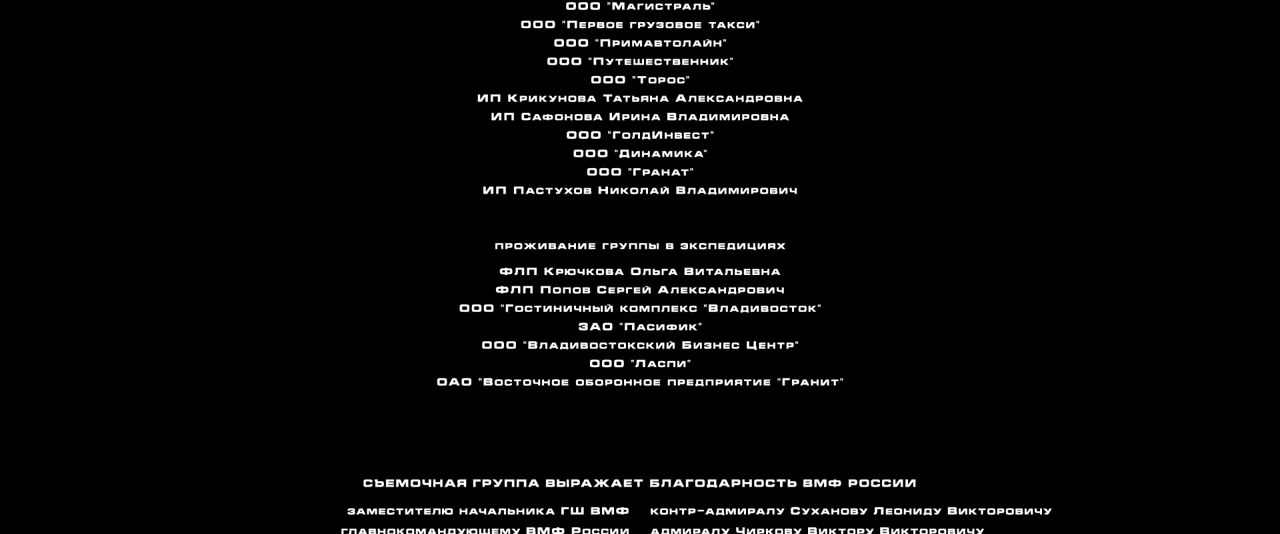 ООО "Магистраль"
ООО "Первое грузовое такси"
ООО "Примавтолайн"
ООО "Путешественник"
ООО "Торос"
ИП Крикунова Татьяна Александровна
ИП Сафонова Ирина Владимировна
ООО "ГолдИнвест"
ООО "Динамика"
ООО "Гранат"
ИП Пастухов Николай Владимирович
проживание группы в экспедициях
ФЛП Крючкова Ольга Витальевна
ФЛП Попов Сергей Александрович
ООО "Гостиничный комплекс "Владивосток"
ЗАО "Пасифик"
ООО "Владивостокский Бизнес Центр"
ООО "Ласпи"
ОАО "Восточное оборонное предприятие "Гранит"
СЪЕМОЧНАЯ ГРУППА ВЫРАЖАЕТ БЛАГОДАРНОСТЬ ВМФ РОССИИ
заместителю начальника ГШ ВМФ контр-адмиралу Суханову Леониду Викторовичу
главнокомандующему ВМФ России адмиралу Чиркову Виктору Викторовичу